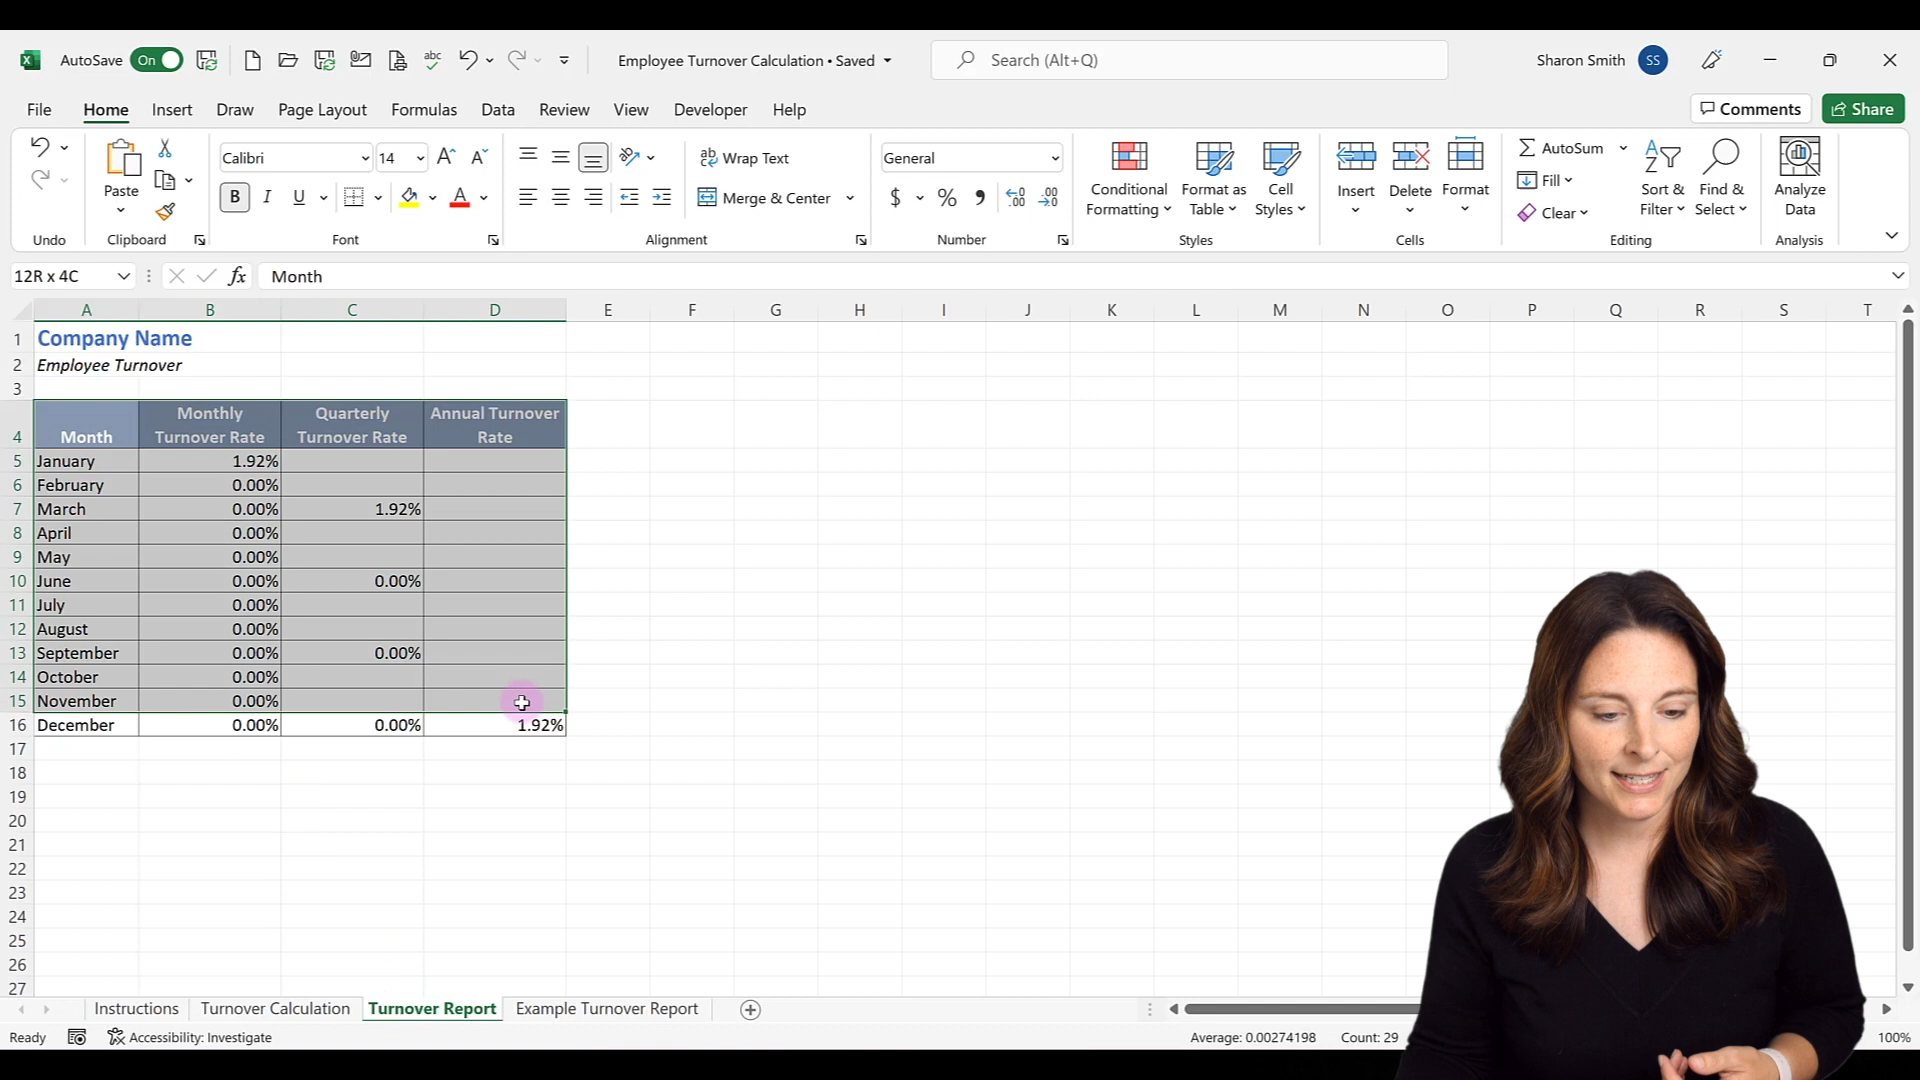 AutoSave On Employee Turnover Calculation • Saved Search (Alt+Q) Sharon Smith SS
File Home Insert Draw Page Layout Formulas Data Review View Developer Help Comments Share
Calibri 14 Wrap Text General
Paste B I U Merge & Center $ % Conditional Formatting Format as Table Cell Styles Insert Delete Format AutoSum Fill Clear Sort & Filter Find & Select Analyze Data
Undo Clipboard Font Alignment Number Styles Cells Editing Analysis
12R x 4C fx Month
A B C D E F G H I J K L M N O P Q R S T
1 Company Name
2 Employee Turnover
3
4 Month Monthly Turnover Rate Quarterly Turnover Rate Annual Turnover Rate
5 January 1.92%
6 February 0.00%
7 March 0.00% 1.92%
8 April 0.00%
9 May 0.00%
10 June 0.00% 0.00%
11 July 0.00%
12 August 0.00%
13 September 0.00% 0.00%
14 October 0.00%
15 November 0.00%
16 December 0.00% 0.00% 1.92%
17
18
19
20
21
22
23
24
25
26
27
Instructions Turnover Calculation Turnover Report Example Turnover Report
Ready Accessibility: Investigate Average: 0.00274198 Count: 29 100%